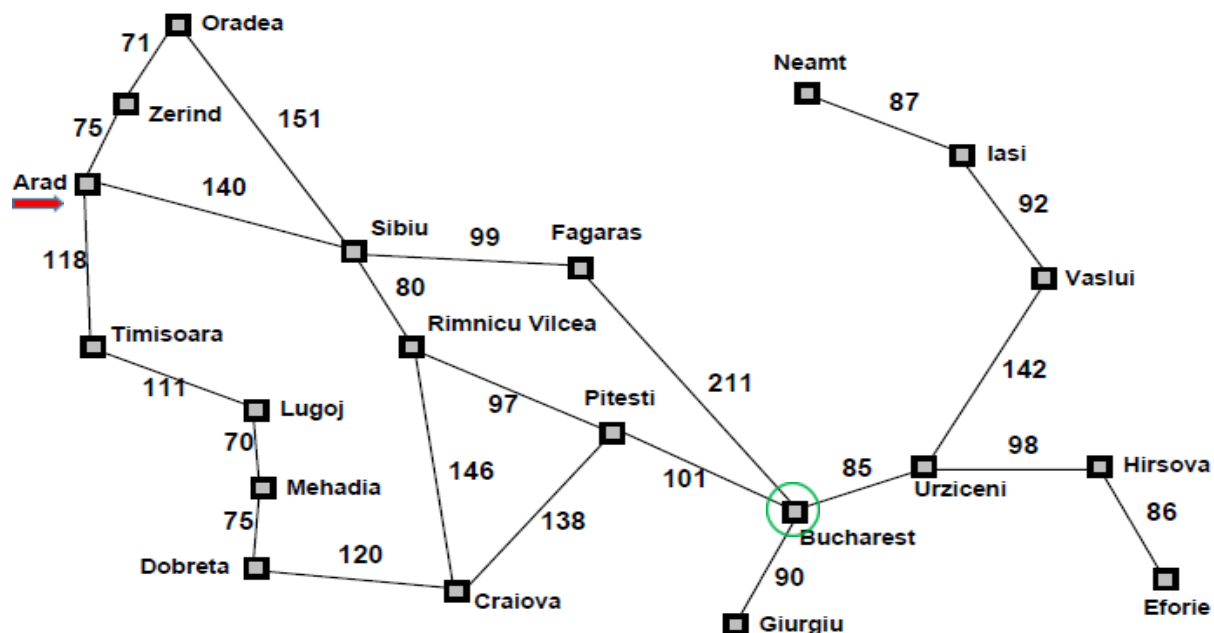 Oradea
71
Neamt
Zerind
87
75
151
Iasi
Arad
140
92
Sibiu
Fagaras
99
118
Vaslui
80
Timisoara
Rimnicu Vilcea
142
111
211
Pitesti
Lugoj
97
70
98
Hirsova
146
101
85
Mehadia
Urziceni
75
138
86
Bucharest
120
Dobreta
90
Craiova
Eforie
Giurgiu